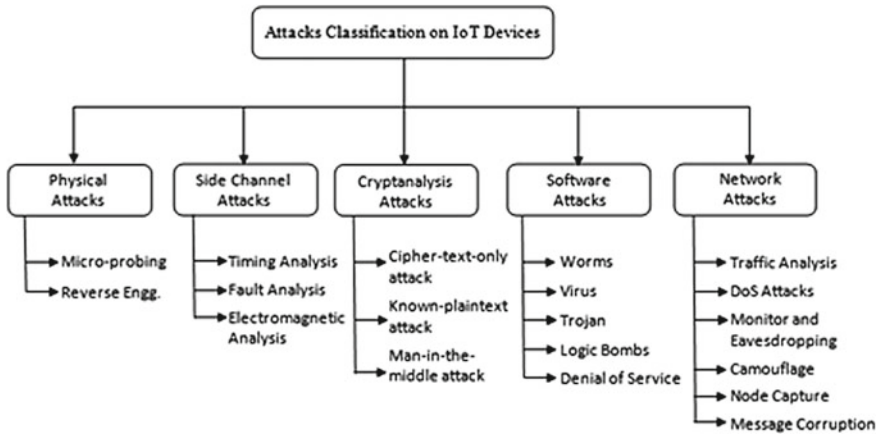 Attacks Classification on IoT Devices
Physical
Attacks
Micro-probing
Reverse Engg.
Side Channel
Attacks
Timing Analysis
Fault Analysis
Electromagnetic
Analysis
Cryptanalysis
Attacks
Cipher-text-only
attack
Known-plaintext
attack
Man-in-the-
middle attack
Software
Attacks
Worms
Virus
Trojan
Logic Bombs
Denial of Service
Network
Attacks
Traffic Analysis
DoS Attacks
Monitor and
Eavesdropping
Camouflage
Node Capture
Message Corruption